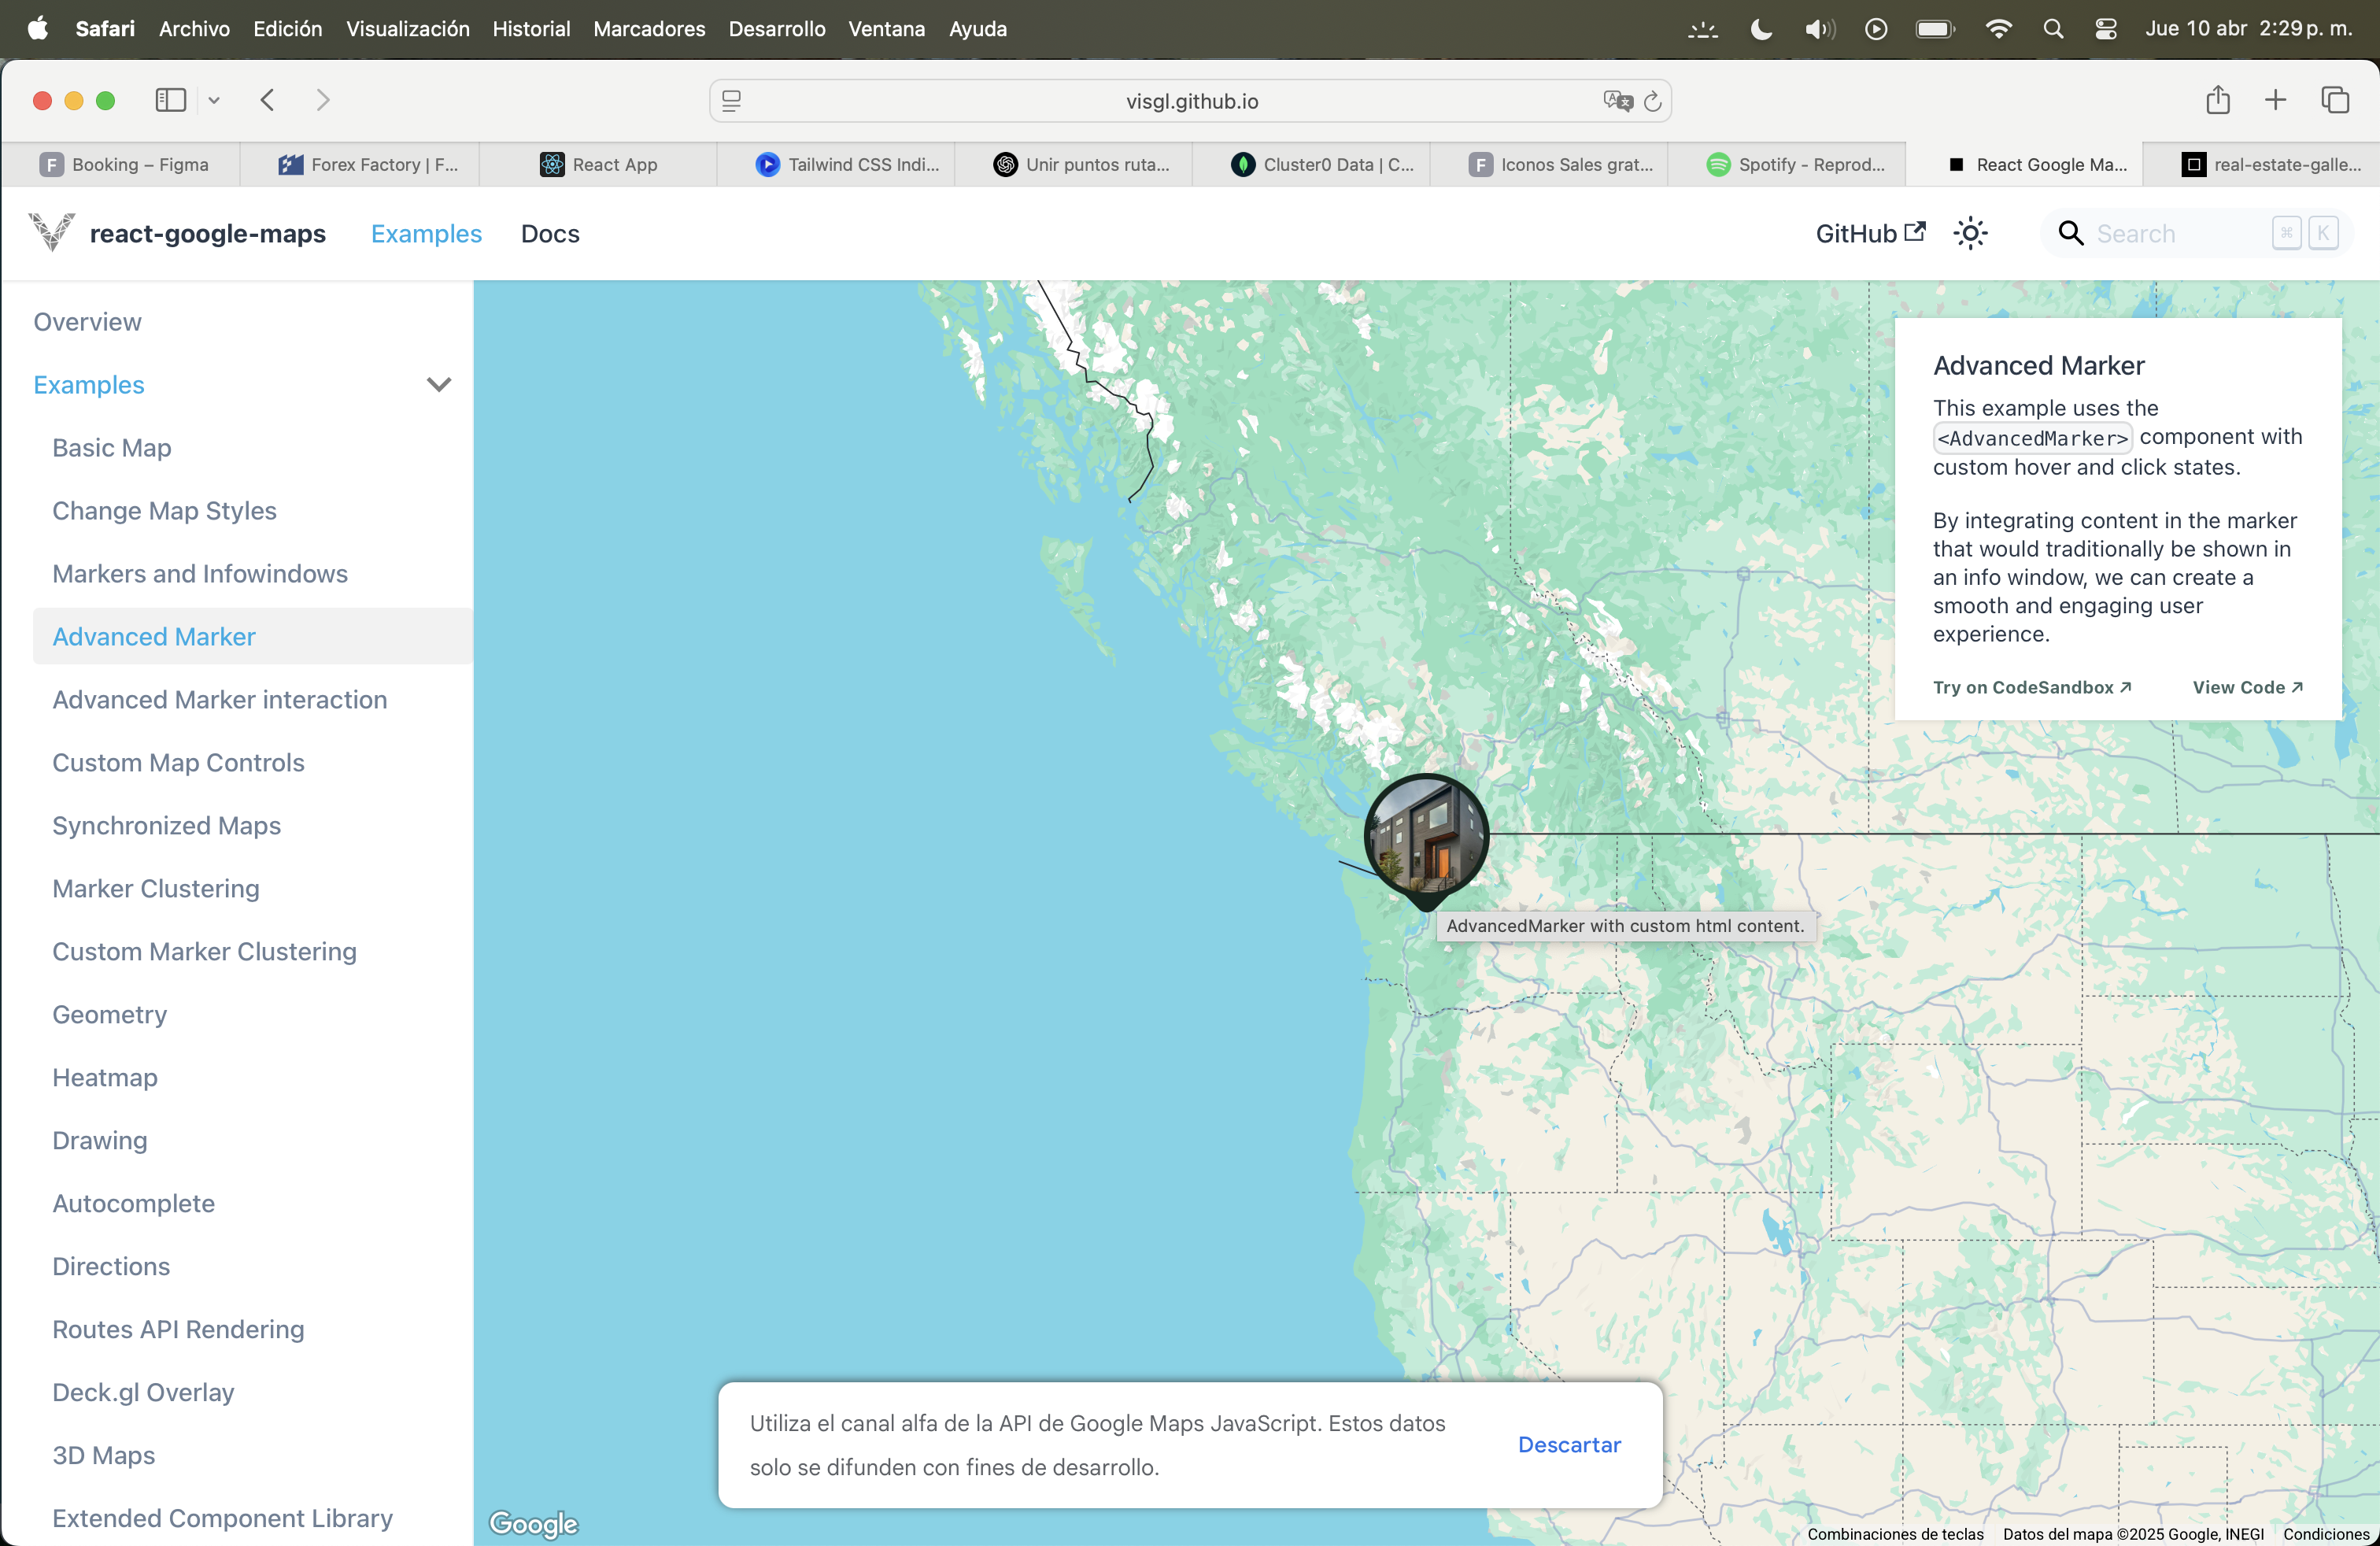 Safari Archivo Edición Visualización Historial Marcadores Desarrollo Ventana Ayuda Jue 10 abr 2:29 p. m.
visgl.github.io
Booking – Figma Forex Factory | F... React App Tailwind CSS Indi... Unir puntos ruta... Cluster0 Data | C... Iconos Sales grat... Spotify - Reprod... React Google Ma... real-estate-galle...
react-google-maps Examples Docs GitHub Search ⌘ K
Overview
Examples
Basic Map
Change Map Styles
Markers and Infowindows
Advanced Marker
Advanced Marker interaction
Custom Map Controls
Synchronized Maps
Marker Clustering
Custom Marker Clustering
Geometry
Heatmap
Drawing
Autocomplete
Directions
Routes API Rendering
Deck.gl Overlay
3D Maps
Extended Component Library
Advanced Marker
This example uses the
<AdvancedMarker> component with
custom hover and click states.
By integrating content in the marker
that would traditionally be shown in
an info window, we can create a
smooth and engaging user
experience.
Try on CodeSandbox ↗ View Code ↗
AdvancedMarker with custom html content.
Utiliza el canal alfa de la API de Google Maps JavaScript. Estos datos
solo se difunden con fines de desarrollo.
Descartar
Google
Combinaciones de teclas Datos del mapa ©2025 Google, INEGI Condiciones